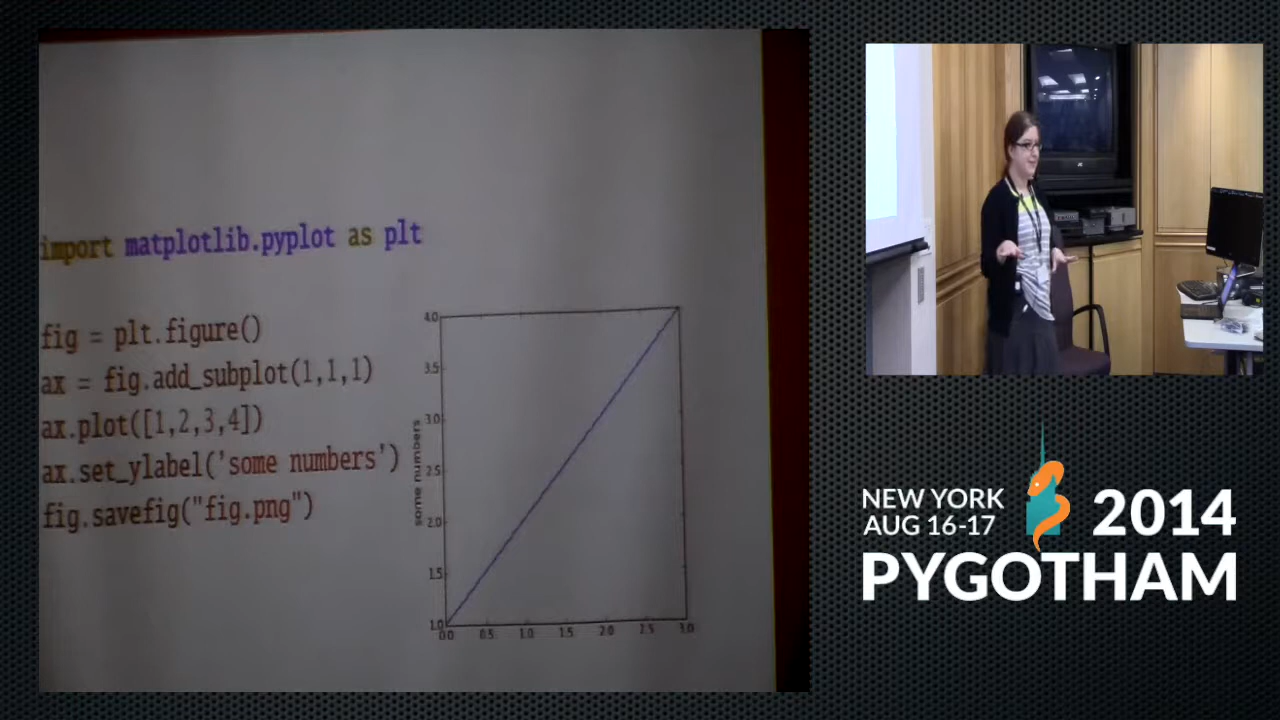 import matplotlib.pyplot as plt
fig = plt.figure()
ax = fig.add_subplot(1,1,1)
ax.plot([1,2,3,4])
ax.set_ylabel('some numbers')
fig.savefig("fig.png")
4.0
3.5
3.0
2.5
2.0
1.5
1.0
some numbers
0.0 0.5 1.0 1.5 2.0 2.5 3.0
NEW YORK
AUG 16-17
2014
PYGOTHAM